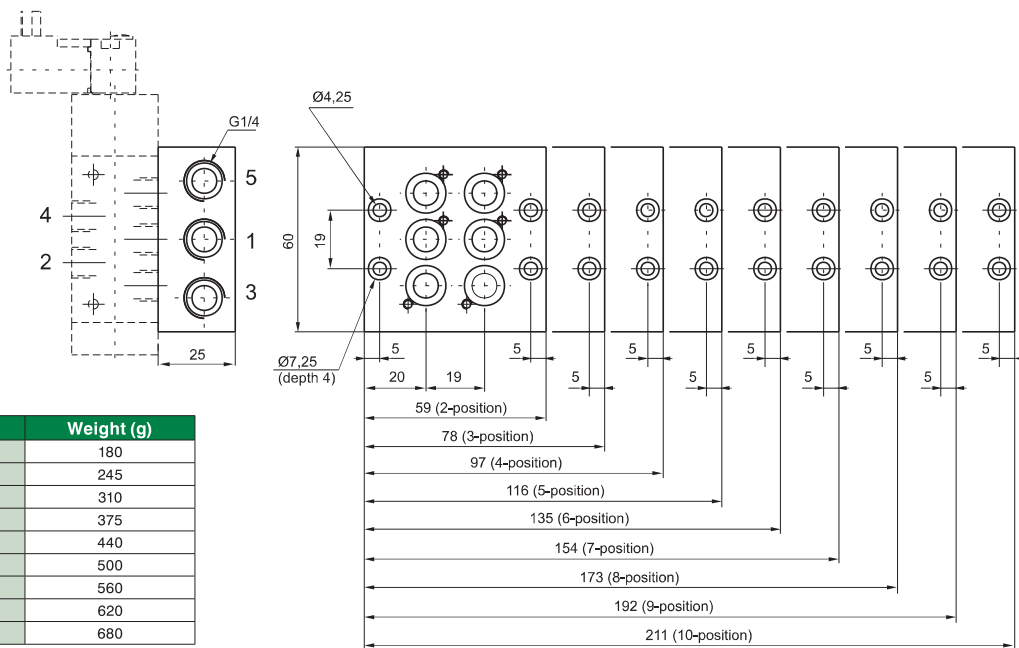 Ø4,25
G1/4
5
4
1
2
3
60
19
25
Ø7,25
(depth 4)
5
5
5
5
5
5
5
5
5
5
20
19
59 (2-position)
78 (3-position)
97 (4-position)
116 (5-position)
135 (6-position)
154 (7-position)
173 (8-position)
192 (9-position)
211 (10-position)
Weight (g)
180
245
310
375
440
500
560
620
680